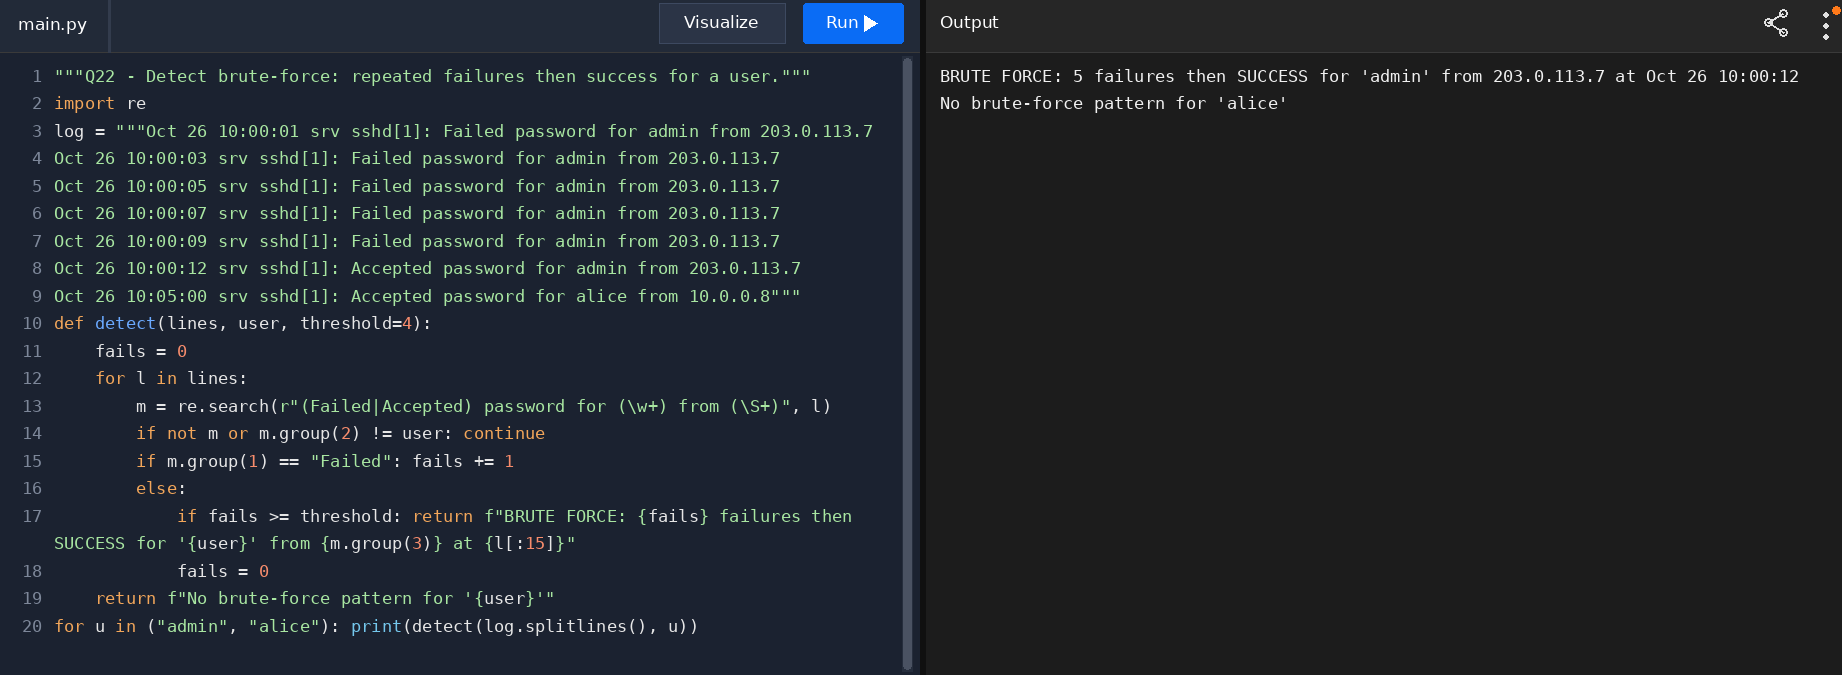 main.py
Visualize
Run
Output
1 """Q22 - Detect brute-force: repeated failures then success for a user."""
2 import re
3 log = """Oct 26 10:00:01 srv sshd[1]: Failed password for admin from 203.0.113.7
4 Oct 26 10:00:03 srv sshd[1]: Failed password for admin from 203.0.113.7
5 Oct 26 10:00:05 srv sshd[1]: Failed password for admin from 203.0.113.7
6 Oct 26 10:00:07 srv sshd[1]: Failed password for admin from 203.0.113.7
7 Oct 26 10:00:09 srv sshd[1]: Failed password for admin from 203.0.113.7
8 Oct 26 10:00:12 srv sshd[1]: Accepted password for admin from 203.0.113.7
9 Oct 26 10:05:00 srv sshd[1]: Accepted password for alice from 10.0.0.8"""
10 def detect(lines, user, threshold=4):
11     fails = 0
12     for l in lines:
13         m = re.search(r"(Failed|Accepted) password for (\w+) from (\S+)", l)
14         if not m or m.group(2) != user: continue
15         if m.group(1) == "Failed": fails += 1
16         else:
17             if fails >= threshold: return f"BRUTE FORCE: {fails} failures then
SUCCESS for '{user}' from {m.group(3)} at {l[:15]}"
18             fails = 0
19     return f"No brute-force pattern for '{user}'"
20 for u in ("admin", "alice"): print(detect(log.splitlines(), u))
BRUTE FORCE: 5 failures then SUCCESS for 'admin' from 203.0.113.7 at Oct 26 10:00:12
No brute-force pattern for 'alice'